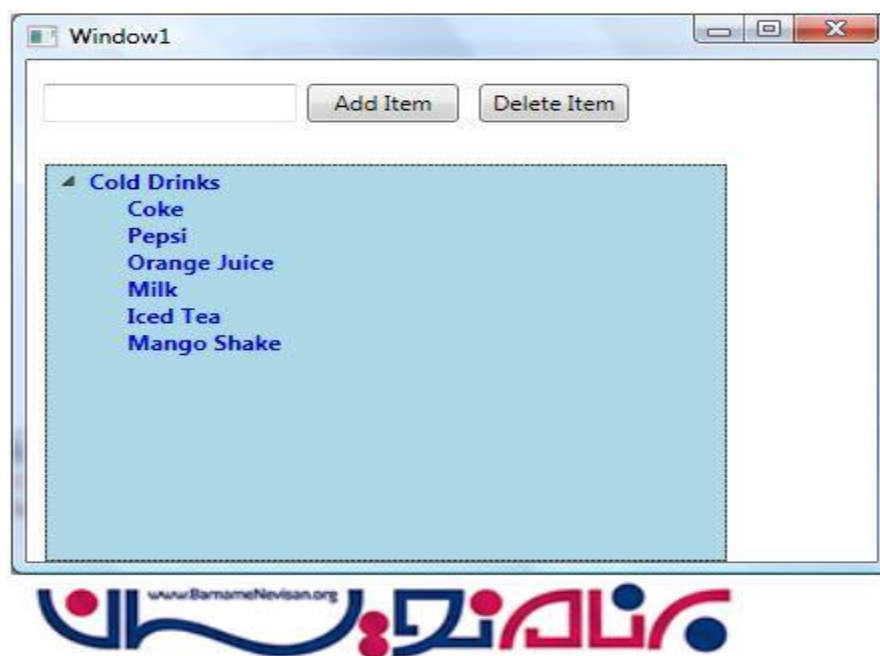 Window1
Add Item
Delete Item
Cold Drinks
Coke
Pepsi
Orange Juice
Milk
Iced Tea
Mango Shake
www.BarnameNevisan.org
برنامه نویسان